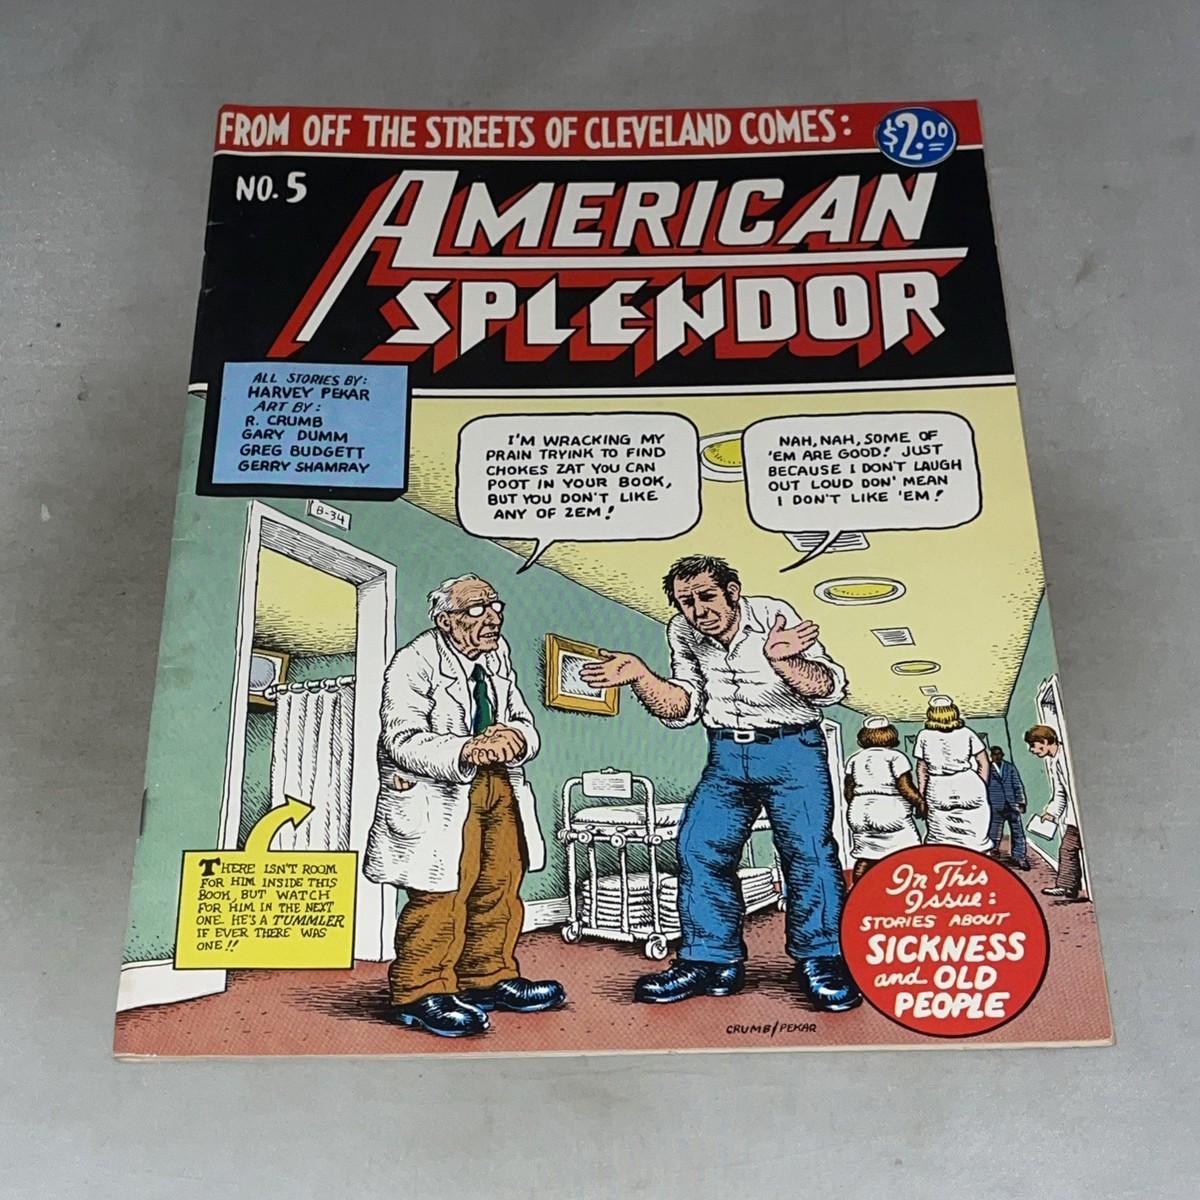 FROM OFF THE STREETS OF CLEVELAND COMES:
$2.00
NO. 5
AMERICAN
SPLENDOR
ALL STORIES BY:
HARVEY PEKAR
ART BY:
R. CRUMB
GARY DUMM
GREG BUDGETT
GERRY SHAMRAY
I'M WRACKING MY
PRAIN TRYINK TO FIND
CHOKES ZAT YOU CAN
POOT IN YOUR BOOK,
BUT YOU DON'T LIKE
ANY OF ZEM!
NAH, NAH, SOME OF
'EM ARE GOOD! JUST
BECAUSE I DON'T LAUGH
OUT LOUD DON' MEAN
I DON'T LIKE 'EM!
B-34
THERE ISN'T ROOM
FOR HIM INSIDE THIS
BOOK, BUT WATCH
FOR HIM IN THE NEXT
ONE. HE'S A TUMMLER
IF EVER THERE WAS
ONE!!
In This
Issue:
STORIES ABOUT
SICKNESS
and OLD
PEOPLE
CRUMB/PEKAR